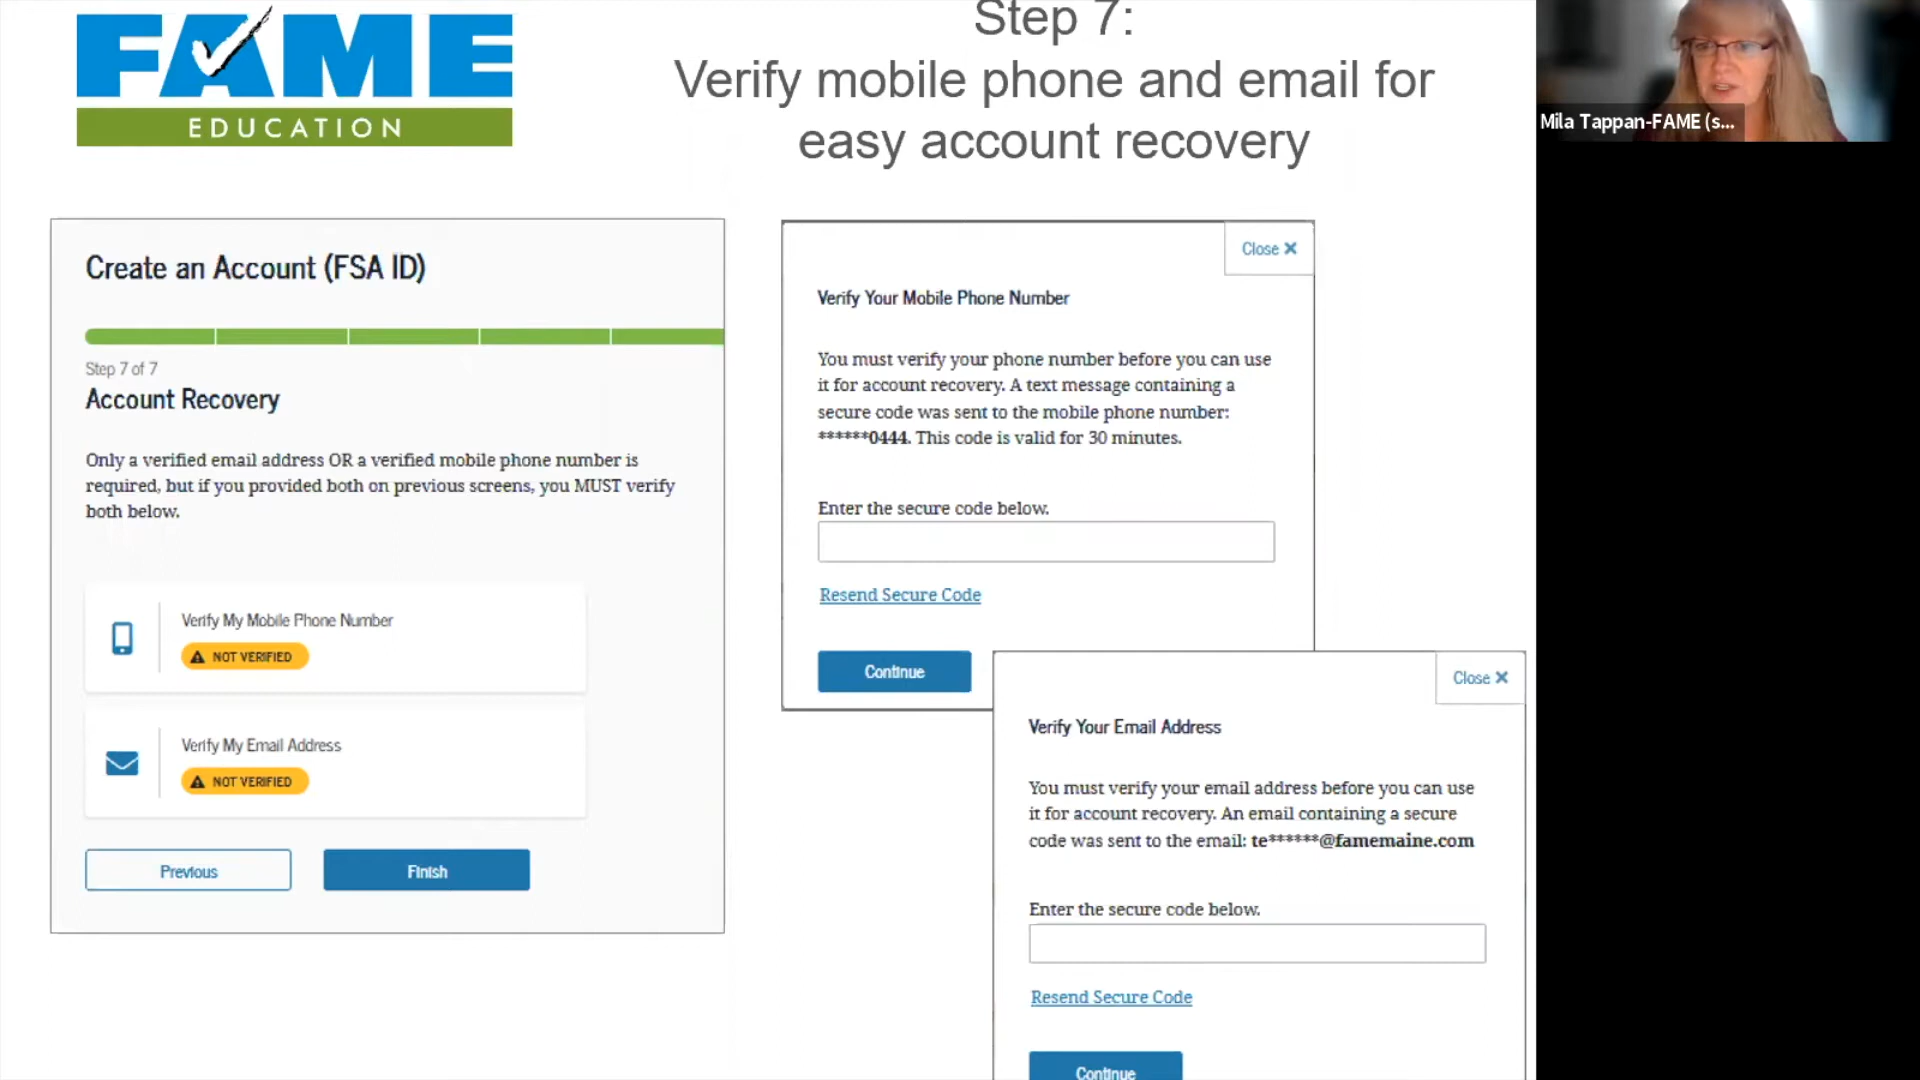 FAME
EDUCATION
Step 7:
Verify mobile phone and email for
easy account recovery
Mila Tappan-FAME (s...
Create an Account (FSA ID)
Step 7 of 7
Account Recovery
Only a verified email address OR a verified mobile phone number is
required, but if you provided both on previous screens, you MUST verify
both below.
Verify My Mobile Phone Number
NOT VERIFIED
Verify My Email Address
NOT VERIFIED
Previous
Finish
Close
Verify Your Mobile Phone Number
You must verify your phone number before you can use
it for account recovery. A text message containing a
secure code was sent to the mobile phone number:
******0444. This code is valid for 30 minutes.
Enter the secure code below.
Resend Secure Code
Continue
Close
Verify Your Email Address
You must verify your email address before you can use
it for account recovery. An email containing a secure
code was sent to the email: te******@famemaine.com
Enter the secure code below.
Resend Secure Code
Continue